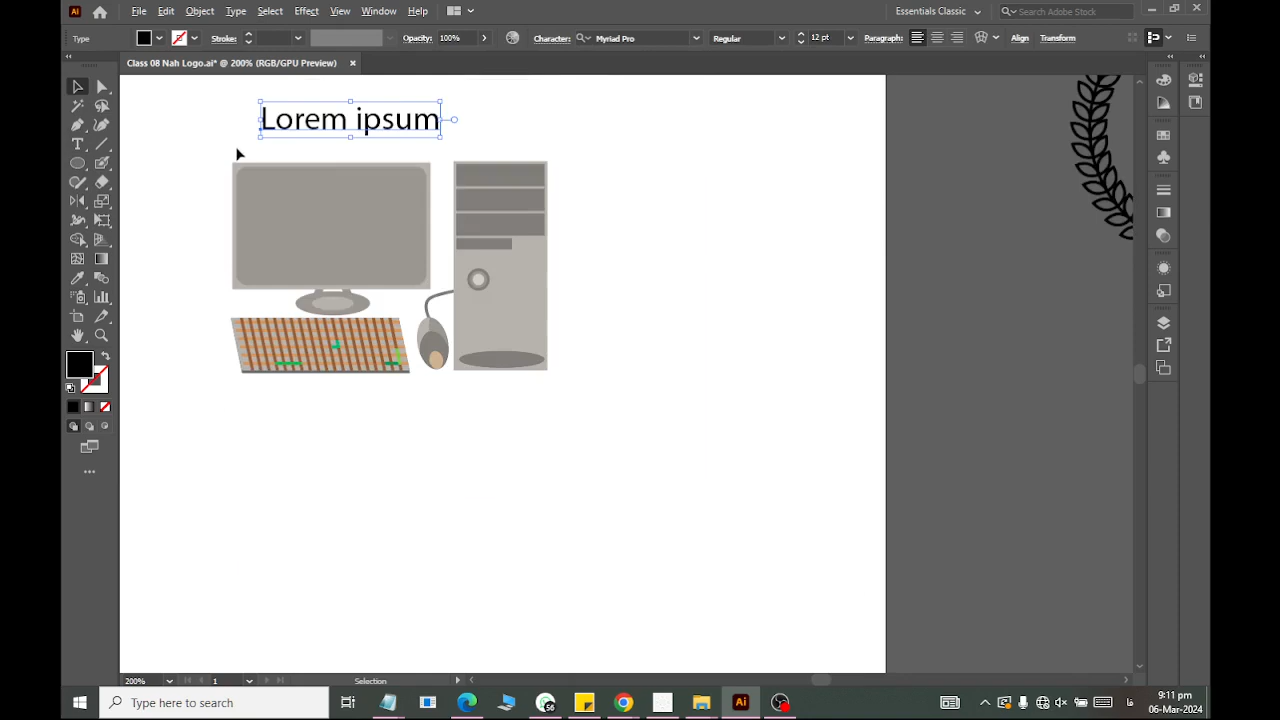 Ai File Edit Object Type Select Effect View Window Help Essentials Classic Search Adobe Stock
Type Stroke: Opacity: 100% Character: Myriad Pro Regular 12 pt Paragraph: Align Transform
Class 08 Nah Logo.ai* @ 200% (RGB/GPU Preview)
Lorem ipsum
200% 1 Selection
Type here to search
Ai
9:11 pm
06-Mar-2024